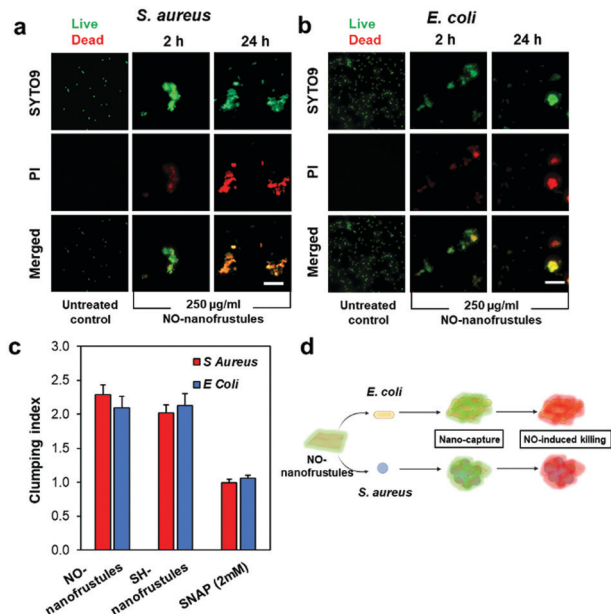 a
S. aureus
Live
Dead
2 h
24 h
SYTO9
PI
Merged
Untreated
control
250 µg/ml
NO-nanofrustules
b
E. coli
Live
Dead
2 h
24 h
SYTO9
PI
Merged
Untreated
control
250 µg/ml
NO-nanofrustules
c
S Aureus
E Coli
Clumping index
3.0
2.5
2.0
1.5
1.0
0.5
0.0
NO-
nanofrustules
SH-
nanofrustules
SNAP (2mM)
d
E. coli
NO-
nanofrustules
S. aureus
Nano-capture
NO-induced killing